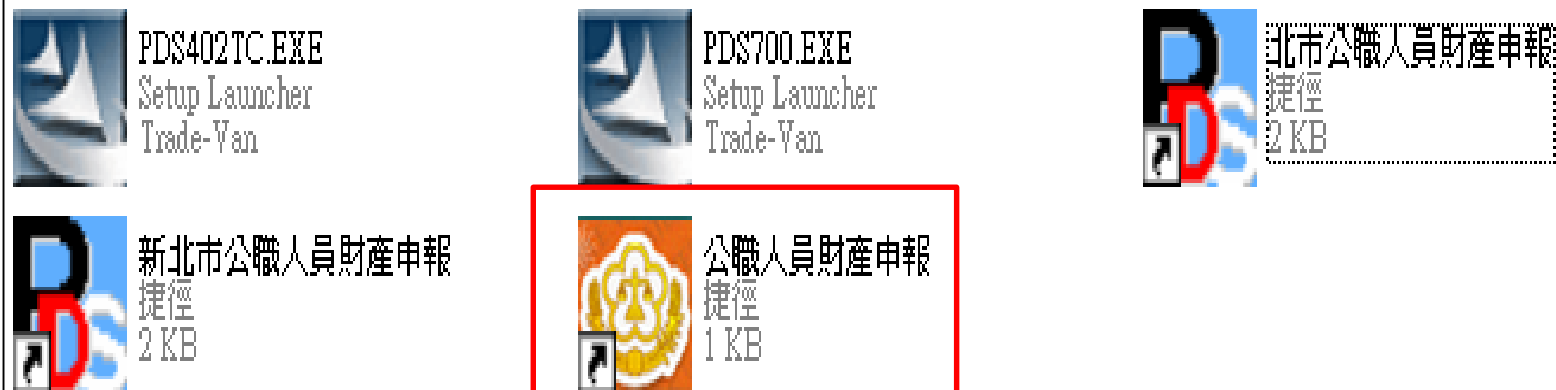 PDS402TC.EXE
Setup Launcher
Trade-Van
PDS700.EXE
Setup Launcher
Trade-Van
北市公職人員財產申報
捷徑
2 KB
新北市公職人員財產申報
捷徑
2 KB
公職人員財產申報
捷徑
1 KB